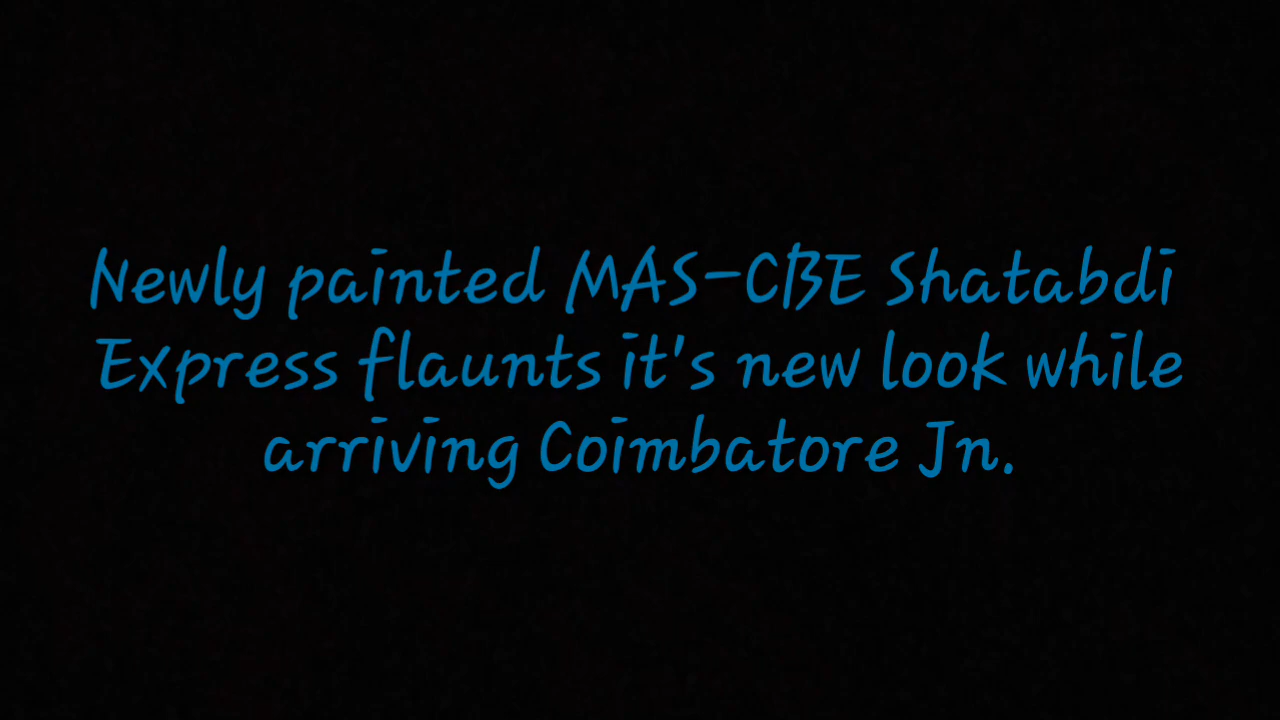 Newly painted MAS-CBE Shatabdi
Express flaunts it's new look while
arriving Coimbatore Jn.